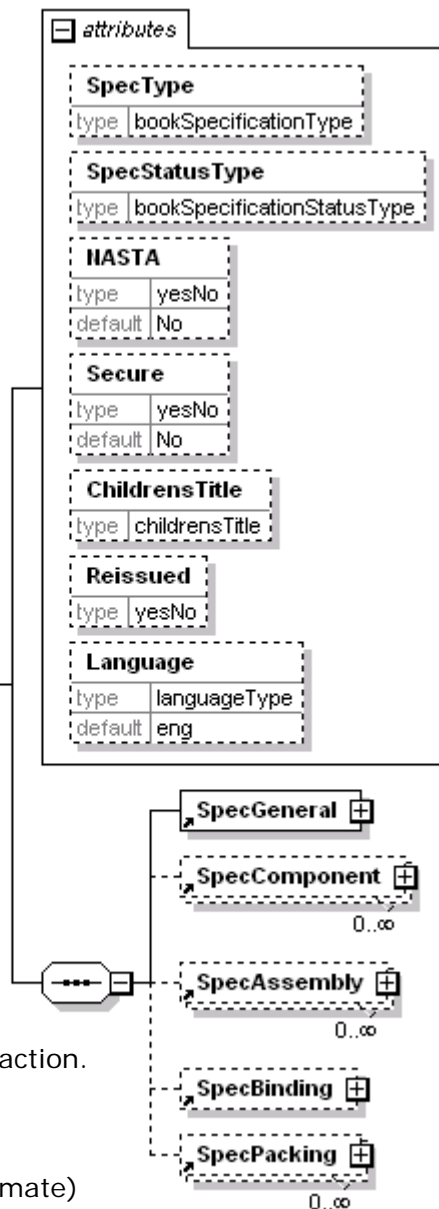 attributes
SpecType
type bookSpecificationType
SpecStatusType
type bookSpecificationStatusType
NASTA
type yesNo
default No
Secure
type yesNo
default No
ChildrensTitle
type childrensTitle
Reissued
type yesNo
Language
type languageType
default eng
SpecGeneral
SpecComponent
0..∞
SpecAssembly
0..∞
action.
SpecBinding
SpecPacking
mate)
0..∞